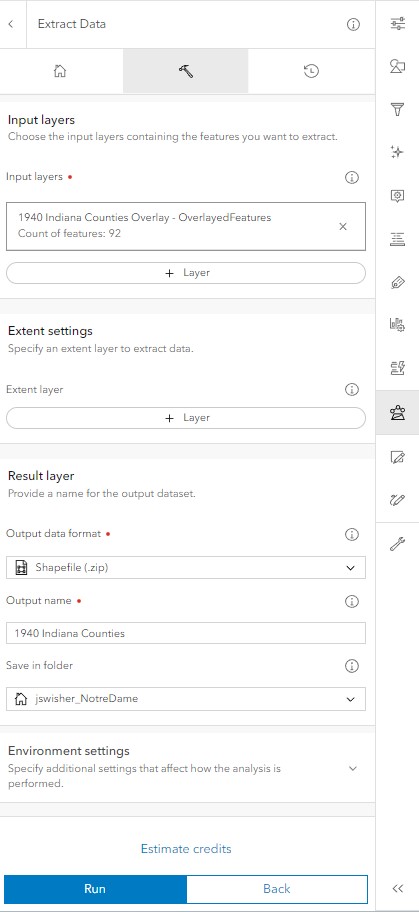 Extract Data
Input layers
Choose the input layers containing the features you want to extract.
Input layers
1940 Indiana Counties Overlay - OverlayedFeatures
Count of features: 92
+ Layer
Extent settings
Specify an extent layer to extract data.
Extent layer
+ Layer
Result layer
Provide a name for the output dataset.
Output data format
Shapefile (.zip)
Output name
1940 Indiana Counties
Save in folder
jswisher_NotreDame
Environment settings
Specify additional settings that affect how the analysis is
performed.
Estimate credits
Run
Back